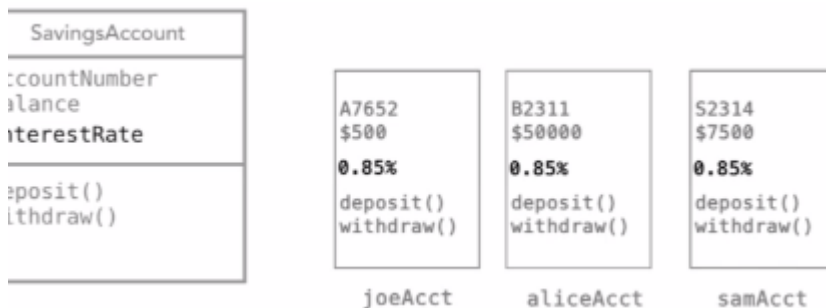 SavingsAccount
ccountNumber
alance
nterestRate
eposit()
ithdraw()
A7652
$500
0.85%
deposit()
withdraw()
joeAcct
B2311
$50000
0.85%
deposit()
withdraw()
aliceAcct
S2314
$7500
0.85%
deposit()
withdraw()
samAcct